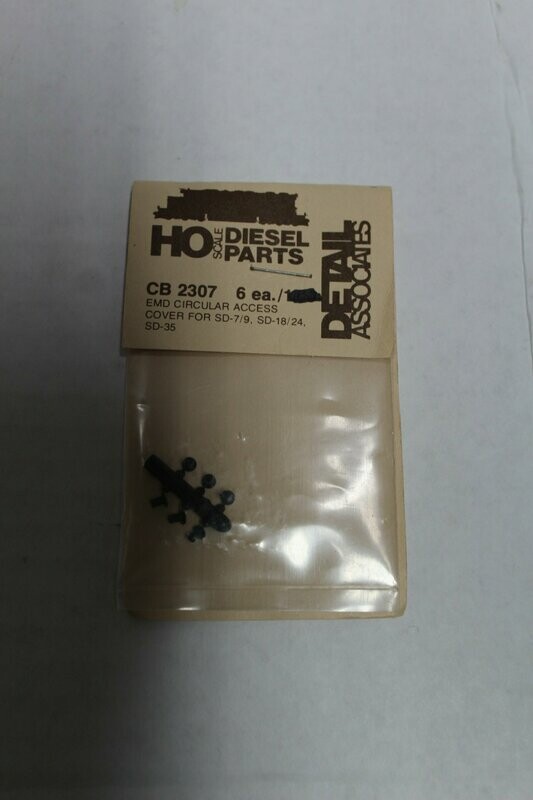 HO SCALE DIESEL PARTS
CB 2307 6 ea./1
EMD CIRCULAR ACCESS
COVER FOR SD-7/9, SD-18/24,
SD-35
DETAIL
ASSOCIATES